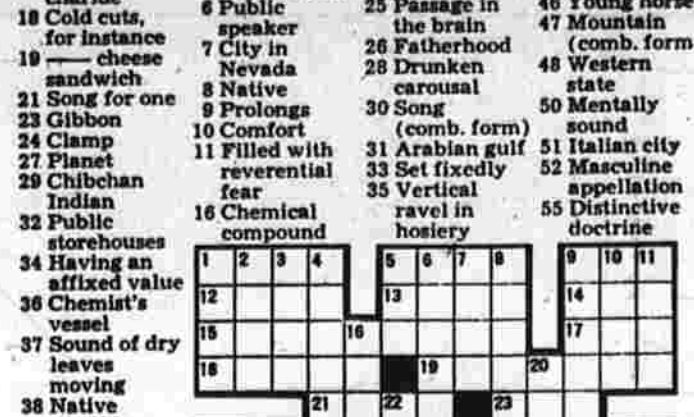 18 Cold cuts,
for instance
19 —— cheese
sandwich
21 Song for one
23 Gibbon
24 Clamp
27 Planet
29 Chibchan
Indian
32 Public
storehouses
34 Having an
affixed value
36 Chemist's
vessel
37 Sound of dry
leaves
moving
38 Native
6 Public
speaker
7 City in
Nevada
8 Native
9 Prolongs
10 Comfort
11 Filled with
reverential
fear
16 Chemical
compound
25 Passage in
the brain
26 Fatherhood
28 Drunken
carousal
30 Song
(comb. form)
31 Arabian gulf
33 Set fixedly
35 Vertical
ravel in
hosiery
46 Young horse
47 Mountain
(comb. form
48 Western
state
50 Mentally
sound
51 Italian city
52 Masculine
appellation
55 Distinctive
doctrine
1 2 3 4 5 6 7 8 9 10 11
12 13 14
15 16 17
18 19 20
21 22 23